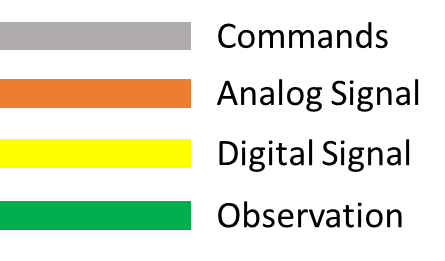 Commands
Analog Signal
Digital Signal
Observation